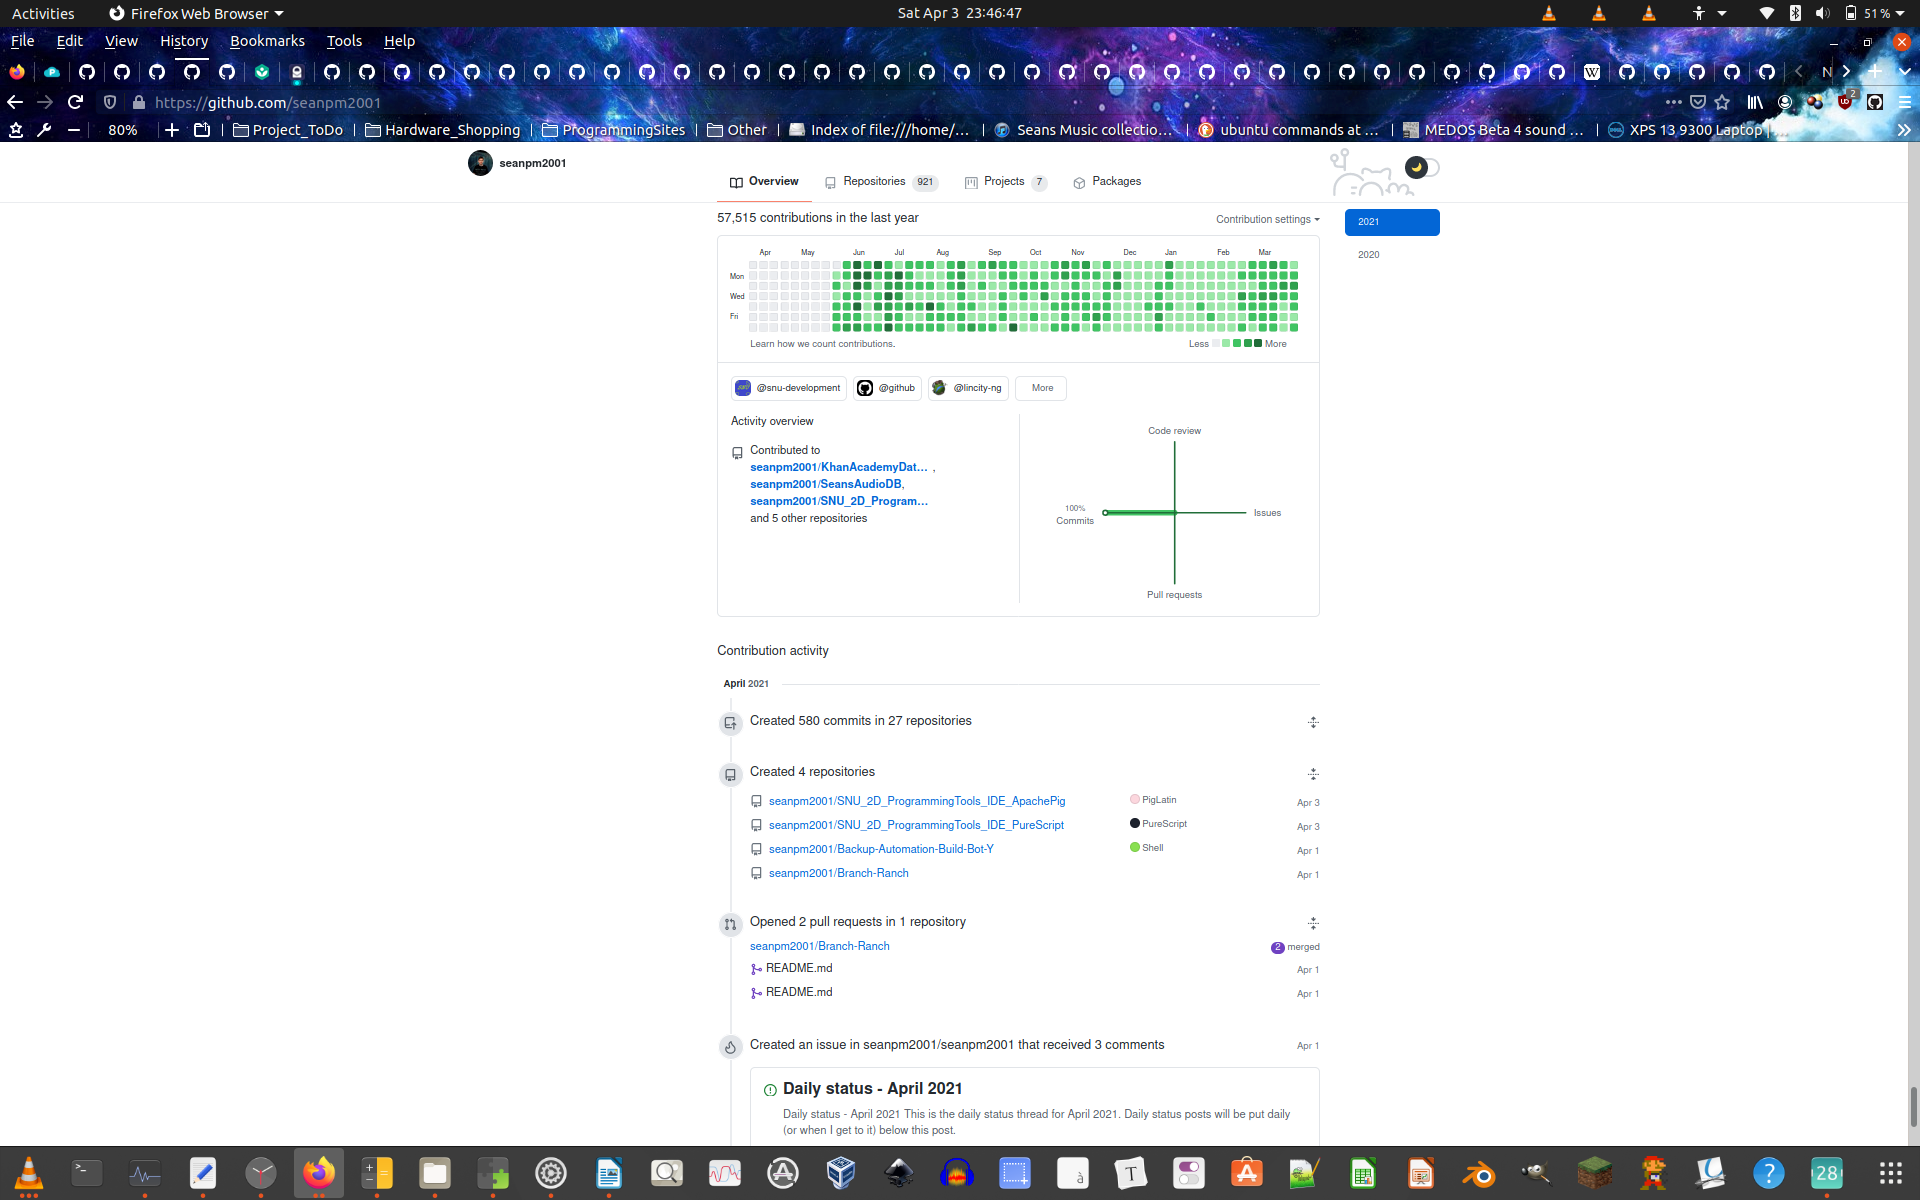 Activities
Firefox Web Browser
Sat Apr 3 23:46:47
51 %
File Edit View History Bookmarks Tools Help
N
https://github.com/seanpm2001
2
80%
Project_ToDo
Hardware_Shopping
ProgrammingSites
Other
Index of file:///home/…
Seans Music collectio…
ubuntu commands at …
MEDOS Beta 4 sound …
XPS 13 9300 Laptop | …
seanpm2001
Overview
Repositories 921
Projects 7
Packages
57,515 contributions in the last year
Contribution settings
2021
2020
Apr May Jun Jul Aug Sep Oct Nov Dec Jan Feb Mar
Mon
Wed
Fri
Learn how we count contributions.
Less
More
@snu-development
@github
@lincity-ng
More
Activity overview
Contributed to
seanpm2001/KhanAcademyDat… ,
seanpm2001/SeansAudioDB,
seanpm2001/SNU_2D_Program…
and 5 other repositories
Code review
100%
Commits
Issues
Pull requests
Contribution activity
April 2021
Created 580 commits in 27 repositories
Created 4 repositories
seanpm2001/SNU_2D_ProgrammingTools_IDE_ApachePig PigLatin Apr 3
seanpm2001/SNU_2D_ProgrammingTools_IDE_PureScript PureScript Apr 3
seanpm2001/Backup-Automation-Build-Bot-Y Shell Apr 1
seanpm2001/Branch-Ranch Apr 1
Opened 2 pull requests in 1 repository
seanpm2001/Branch-Ranch 2 merged
README.md Apr 1
README.md Apr 1
Created an issue in seanpm2001/seanpm2001 that received 3 comments Apr 1
Daily status - April 2021
Daily status - April 2021 This is the daily status thread for April 2021. Daily status posts will be put daily
(or when I get to it) below this post.
28